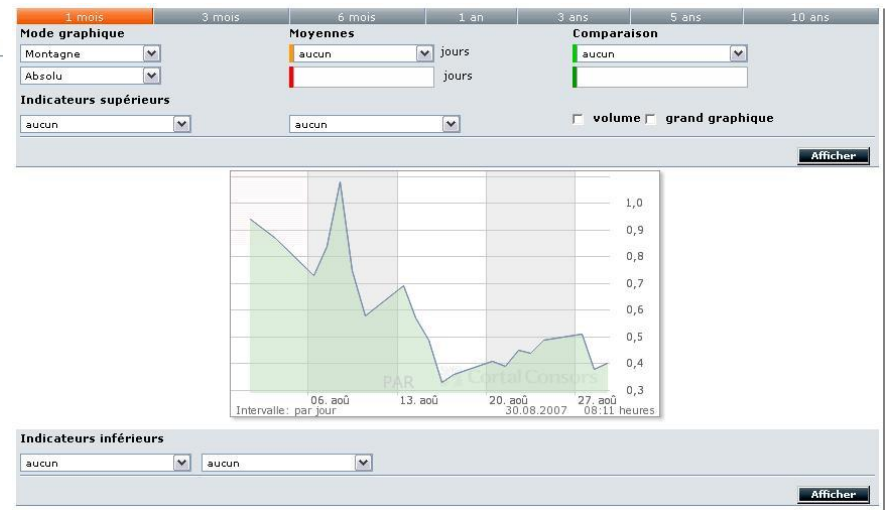 1 mois 3 mois 6 mois 1 an 3 ans 5 ans 10 ans
Mode graphique Moyennes Comparaison
Montagne aucun jours aucun
Absolu jours
Indicateurs supérieurs
aucun aucun volume grand graphique
Afficher
1,0
0,9
0,8
0,7
0,6
0,5
0,4
PAR Cortal Consors
0,3
06. aoû 13. aoû 20. aoû 27. aoû
Intervalle: par jour 30.08.2007 08:11 heures
Indicateurs inférieurs
aucun aucun
Afficher